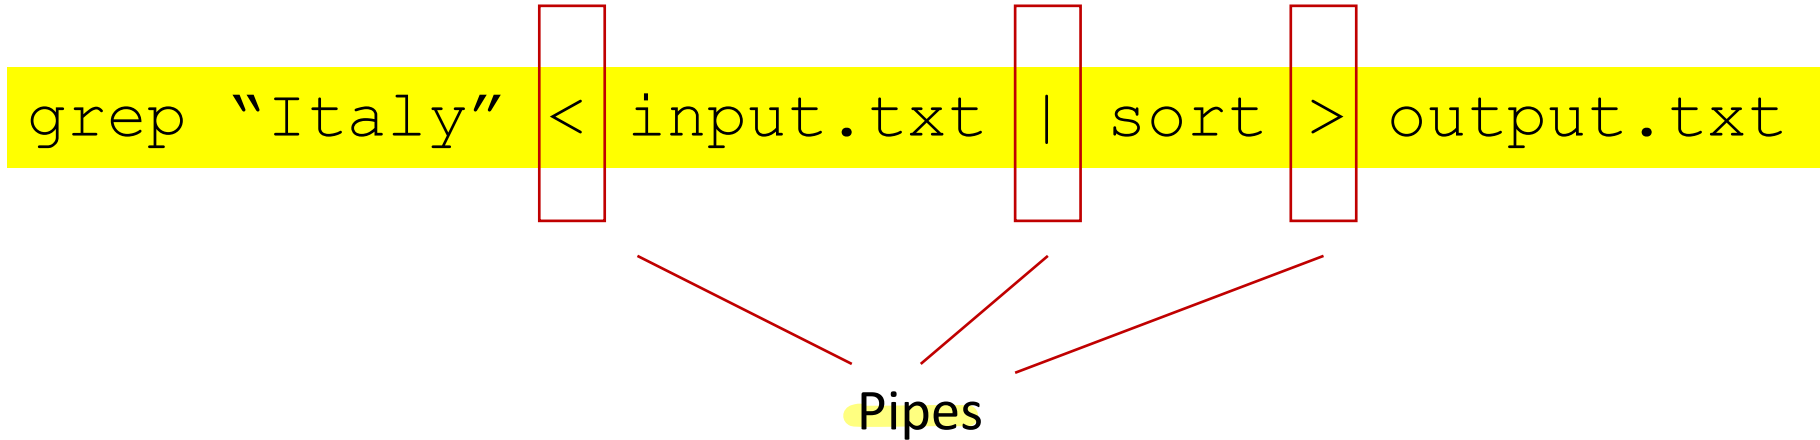 grep “Italy” < input.txt | sort > output.txt
Pipes